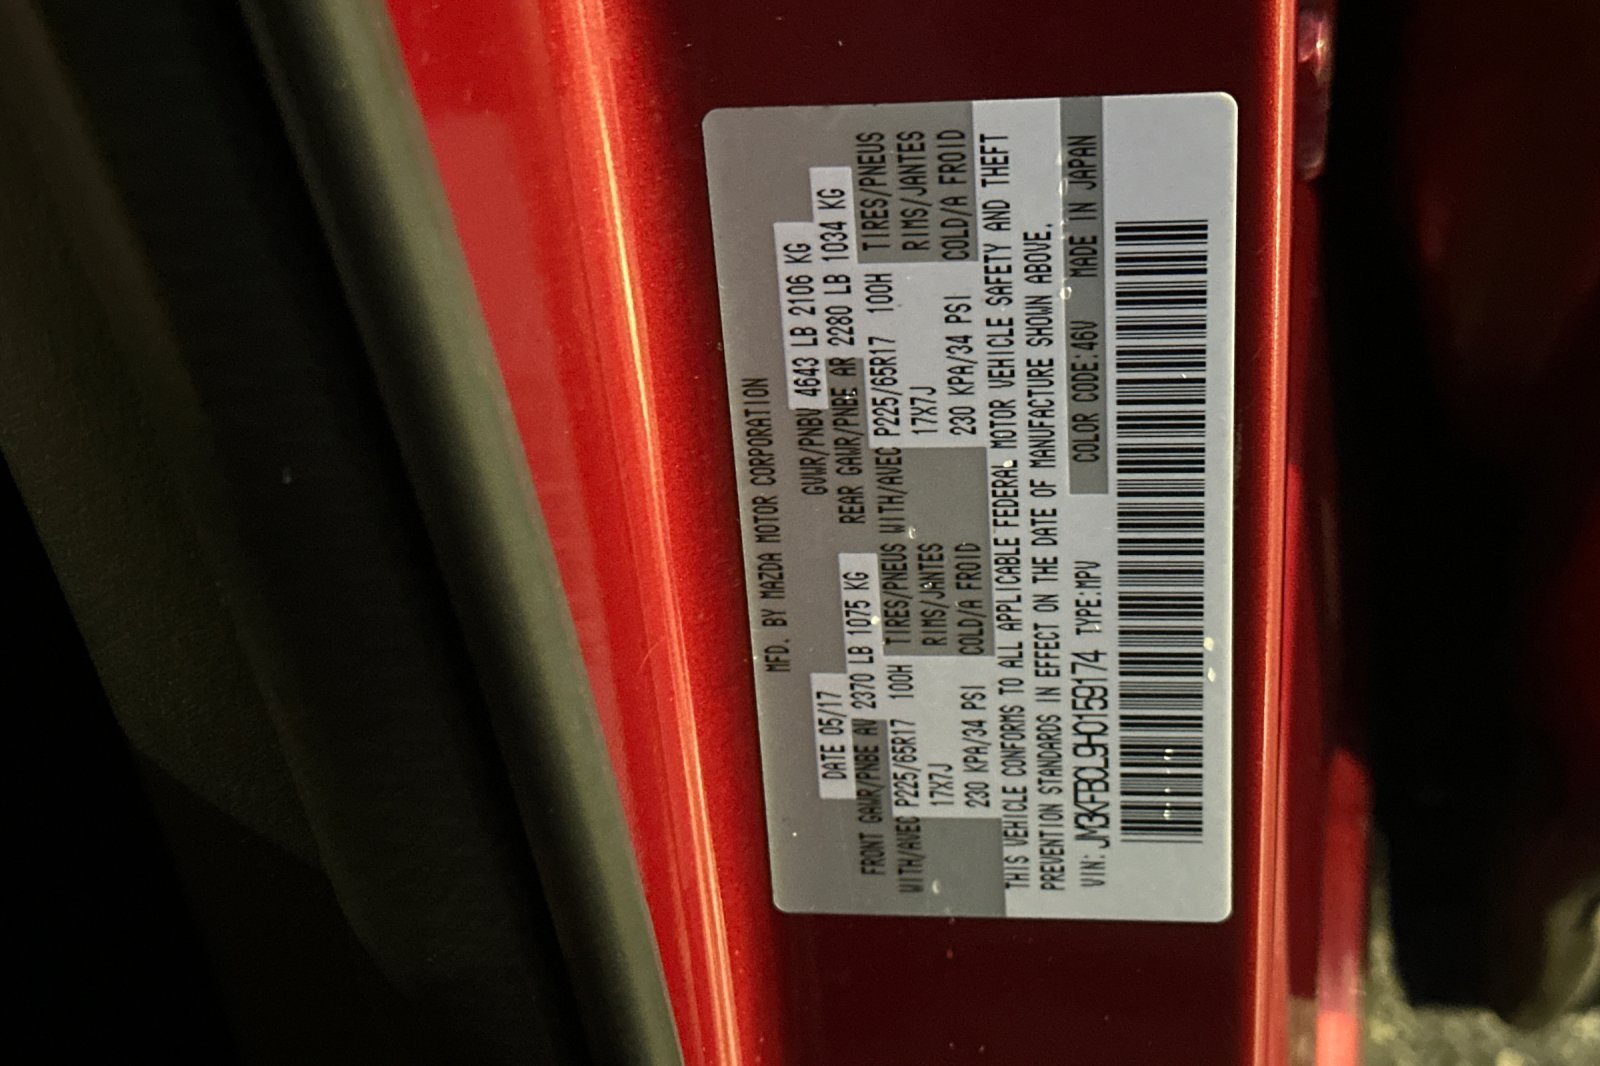 MFD. BY MAZDA MOTOR CORPORATION
DATE 05/17 GVWR/PNBV 4643 LB 2106 KG
FRONT GAWR/PNBE AV 2370 LB 1075 KG REAR GAWR/PNBE AR 2280 LB 1034 KG
WITH/AVEC P225/65R17 100H TIRES/PNEUS WITH/AVEC P225/65R17 100H TIRES/PNEUS
17X7J RIMS/JANTES 17X7J RIMS/JANTES
230 KPA/34 PSI COLD/A FROID 230 KPA/34 PSI COLD/A FROID
THIS VEHICLE CONFORMS TO ALL APPLICABLE FEDERAL MOTOR VEHICLE SAFETY AND THEFT
PREVENTION STANDARDS IN EFFECT ON THE DATE OF MANUFACTURE SHOWN ABOVE.
VIN: JM3KFBCL9H0159174 TYPE:MPV COLOR CODE:46V MADE IN JAPAN